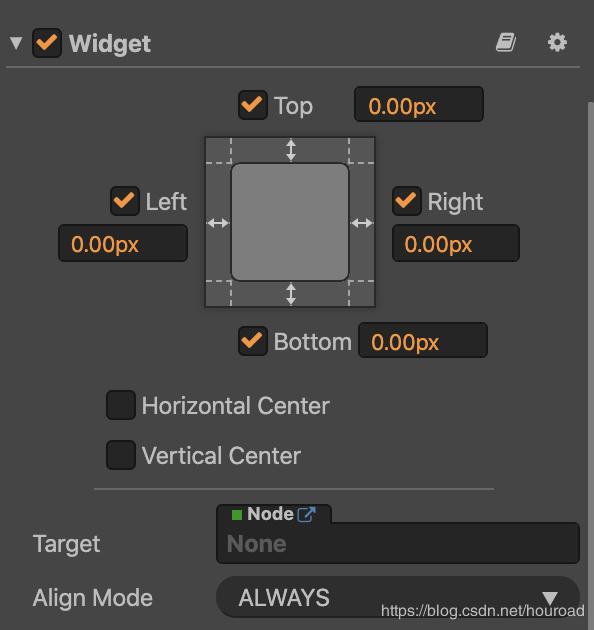 Widget
Top 0.00px
Left Right
0.00px 0.00px
Bottom 0.00px
Horizontal Center
Vertical Center
Node
Target None
Align Mode ALWAYS
https://blog.csdn.net/houroad